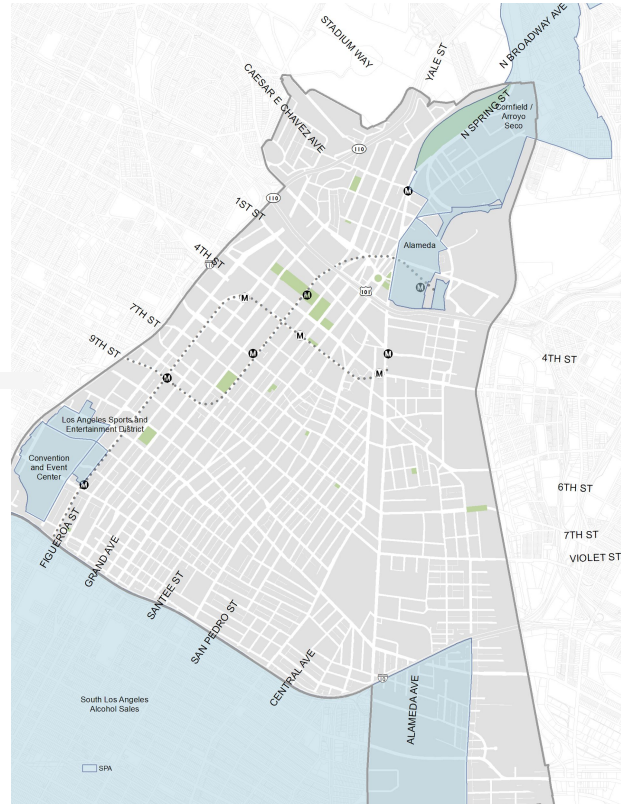 STADIUM WAY
YALE ST
N BROADWAY AVE
CAESAR E CHAVEZ AVE
N SPRING ST
Cornfield /
Arroyo
Seco
110
M
110
1ST ST
Alameda
4TH ST
M
101
M
M
7TH ST
M
9TH ST
M
M
4TH ST
M
M
Los Angeles Sports and
Entertainment District
Convention
and Event
Center
M
6TH ST
FIGUEROA ST
7TH ST
GRAND AVE
VIOLET ST
SANTEE ST
SAN PEDRO ST
CENTRAL AVE
ALAMEDA AVE
South Los Angeles
Alcohol Sales
SPA